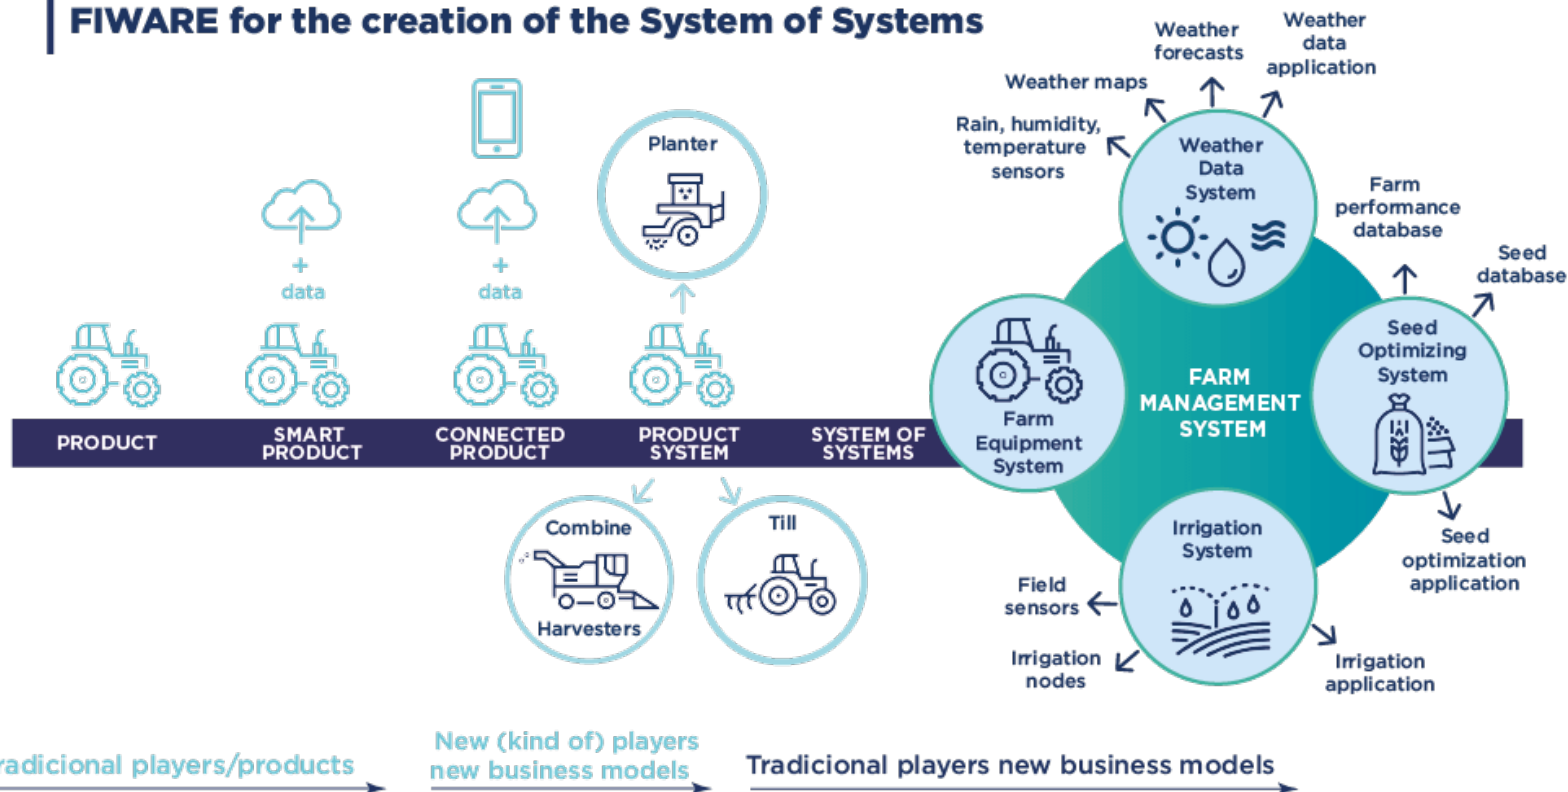 FIWARE for the creation of the System of Systems
Weather
forecasts
Weather
data
application
Weather maps
Rain, humidity,
temperature
sensors
Weather
Data
System
Planter
Farm
performance
database
Seed
database
+
data
+
data
Seed
Optimizing
System
FARM
MANAGEMENT
SYSTEM
Farm
Equipment
System
PRODUCT
SMART
PRODUCT
CONNECTED
PRODUCT
PRODUCT
SYSTEM
SYSTEM OF
SYSTEMS
Combine
Harvesters
Till
Irrigation
System
Seed
optimization
application
Field
sensors
Irrigation
nodes
Irrigation
application
radicional players/products
New (kind of) players
new business models
Tradicional players new business models